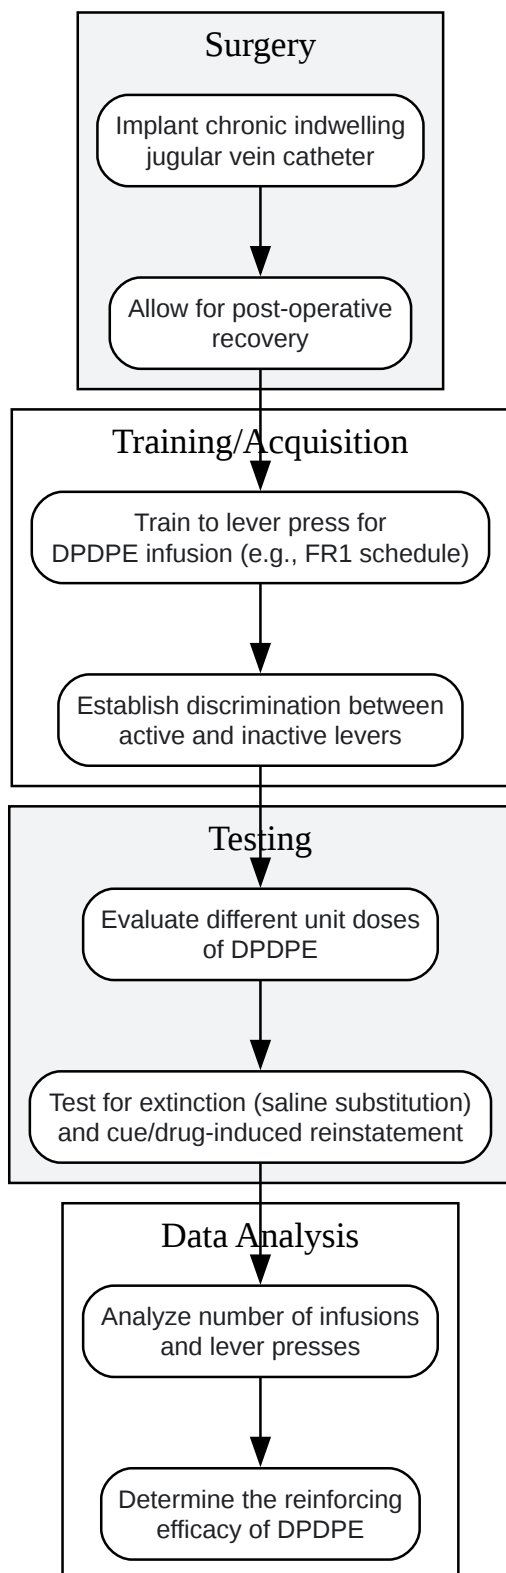 Surgery
Implant chronic indwelling
jugular vein catheter
Allow for post-operative
recovery
Training/Acquisition
Train to lever press for
DPDPE infusion (e.g., FR1 schedule)
Establish discrimination between
active and inactive levers
Testing
Evaluate different unit doses
of DPDPE
Test for extinction (saline substitution)
and cue/drug-induced reinstatement
Data Analysis
Analyze number of infusions
and lever presses
Determine the reinforcing
efficacy of DPDPE